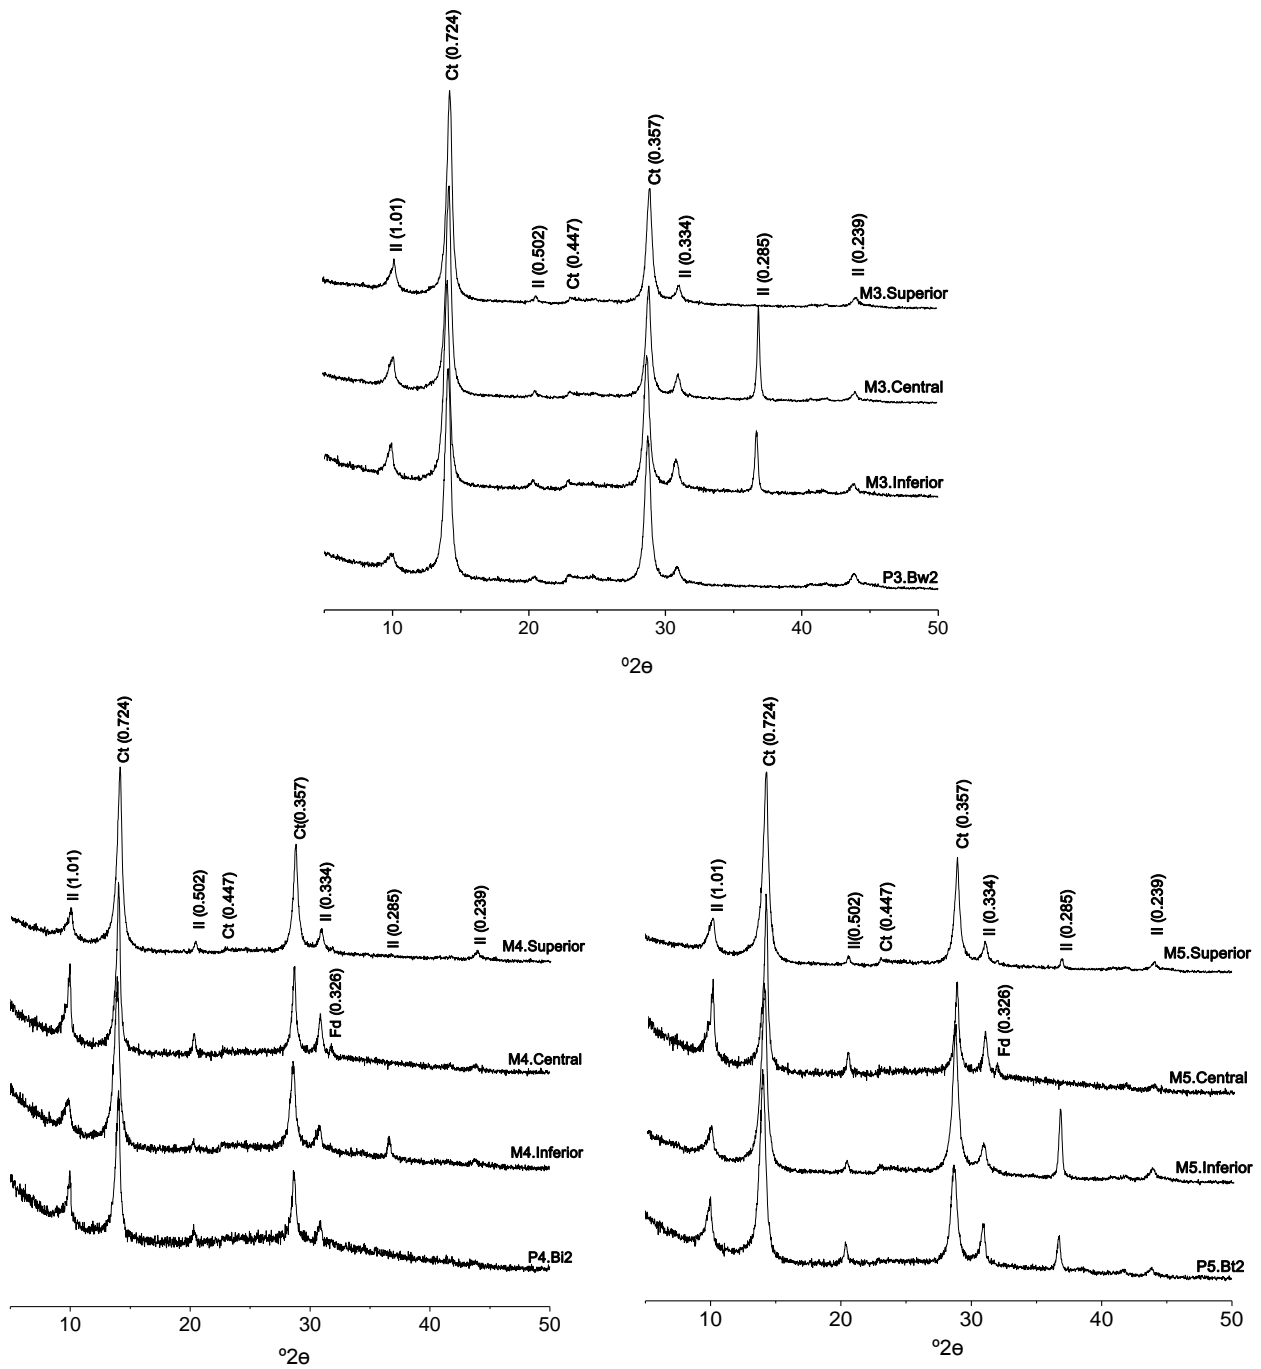 Ct (0.724)
Ct (0.357)
Il (1.01)
Il (0.502)
Ct (0.447)
Il (0.334)
Il (0.285)
Il (0.239)
M3.Superior
M3.Central
M3.Inferior
P3.Bw2
10 20 30 40 50
º2ɵ
Ct (0.724)
Ct(0.357)
Il (1.01)
Il (0.502)
Ct (0.447)
Il (0.334)
Il (0.285)
Il (0.239)
M4.Superior
Fd (0.326)
M4.Central
M4.Inferior
P4.Bi2
10 20 30 40 50
º2ɵ
Ct (0.724)
Ct (0.357)
Il (1.01)
Il(0.502)
Ct (0.447)
Il (0.334)
Il (0.285)
Il (0.239)
M5.Superior
Fd (0.326)
M5.Central
M5.Inferior
P5.Bt2
10 20 30 40 50
º2ɵ